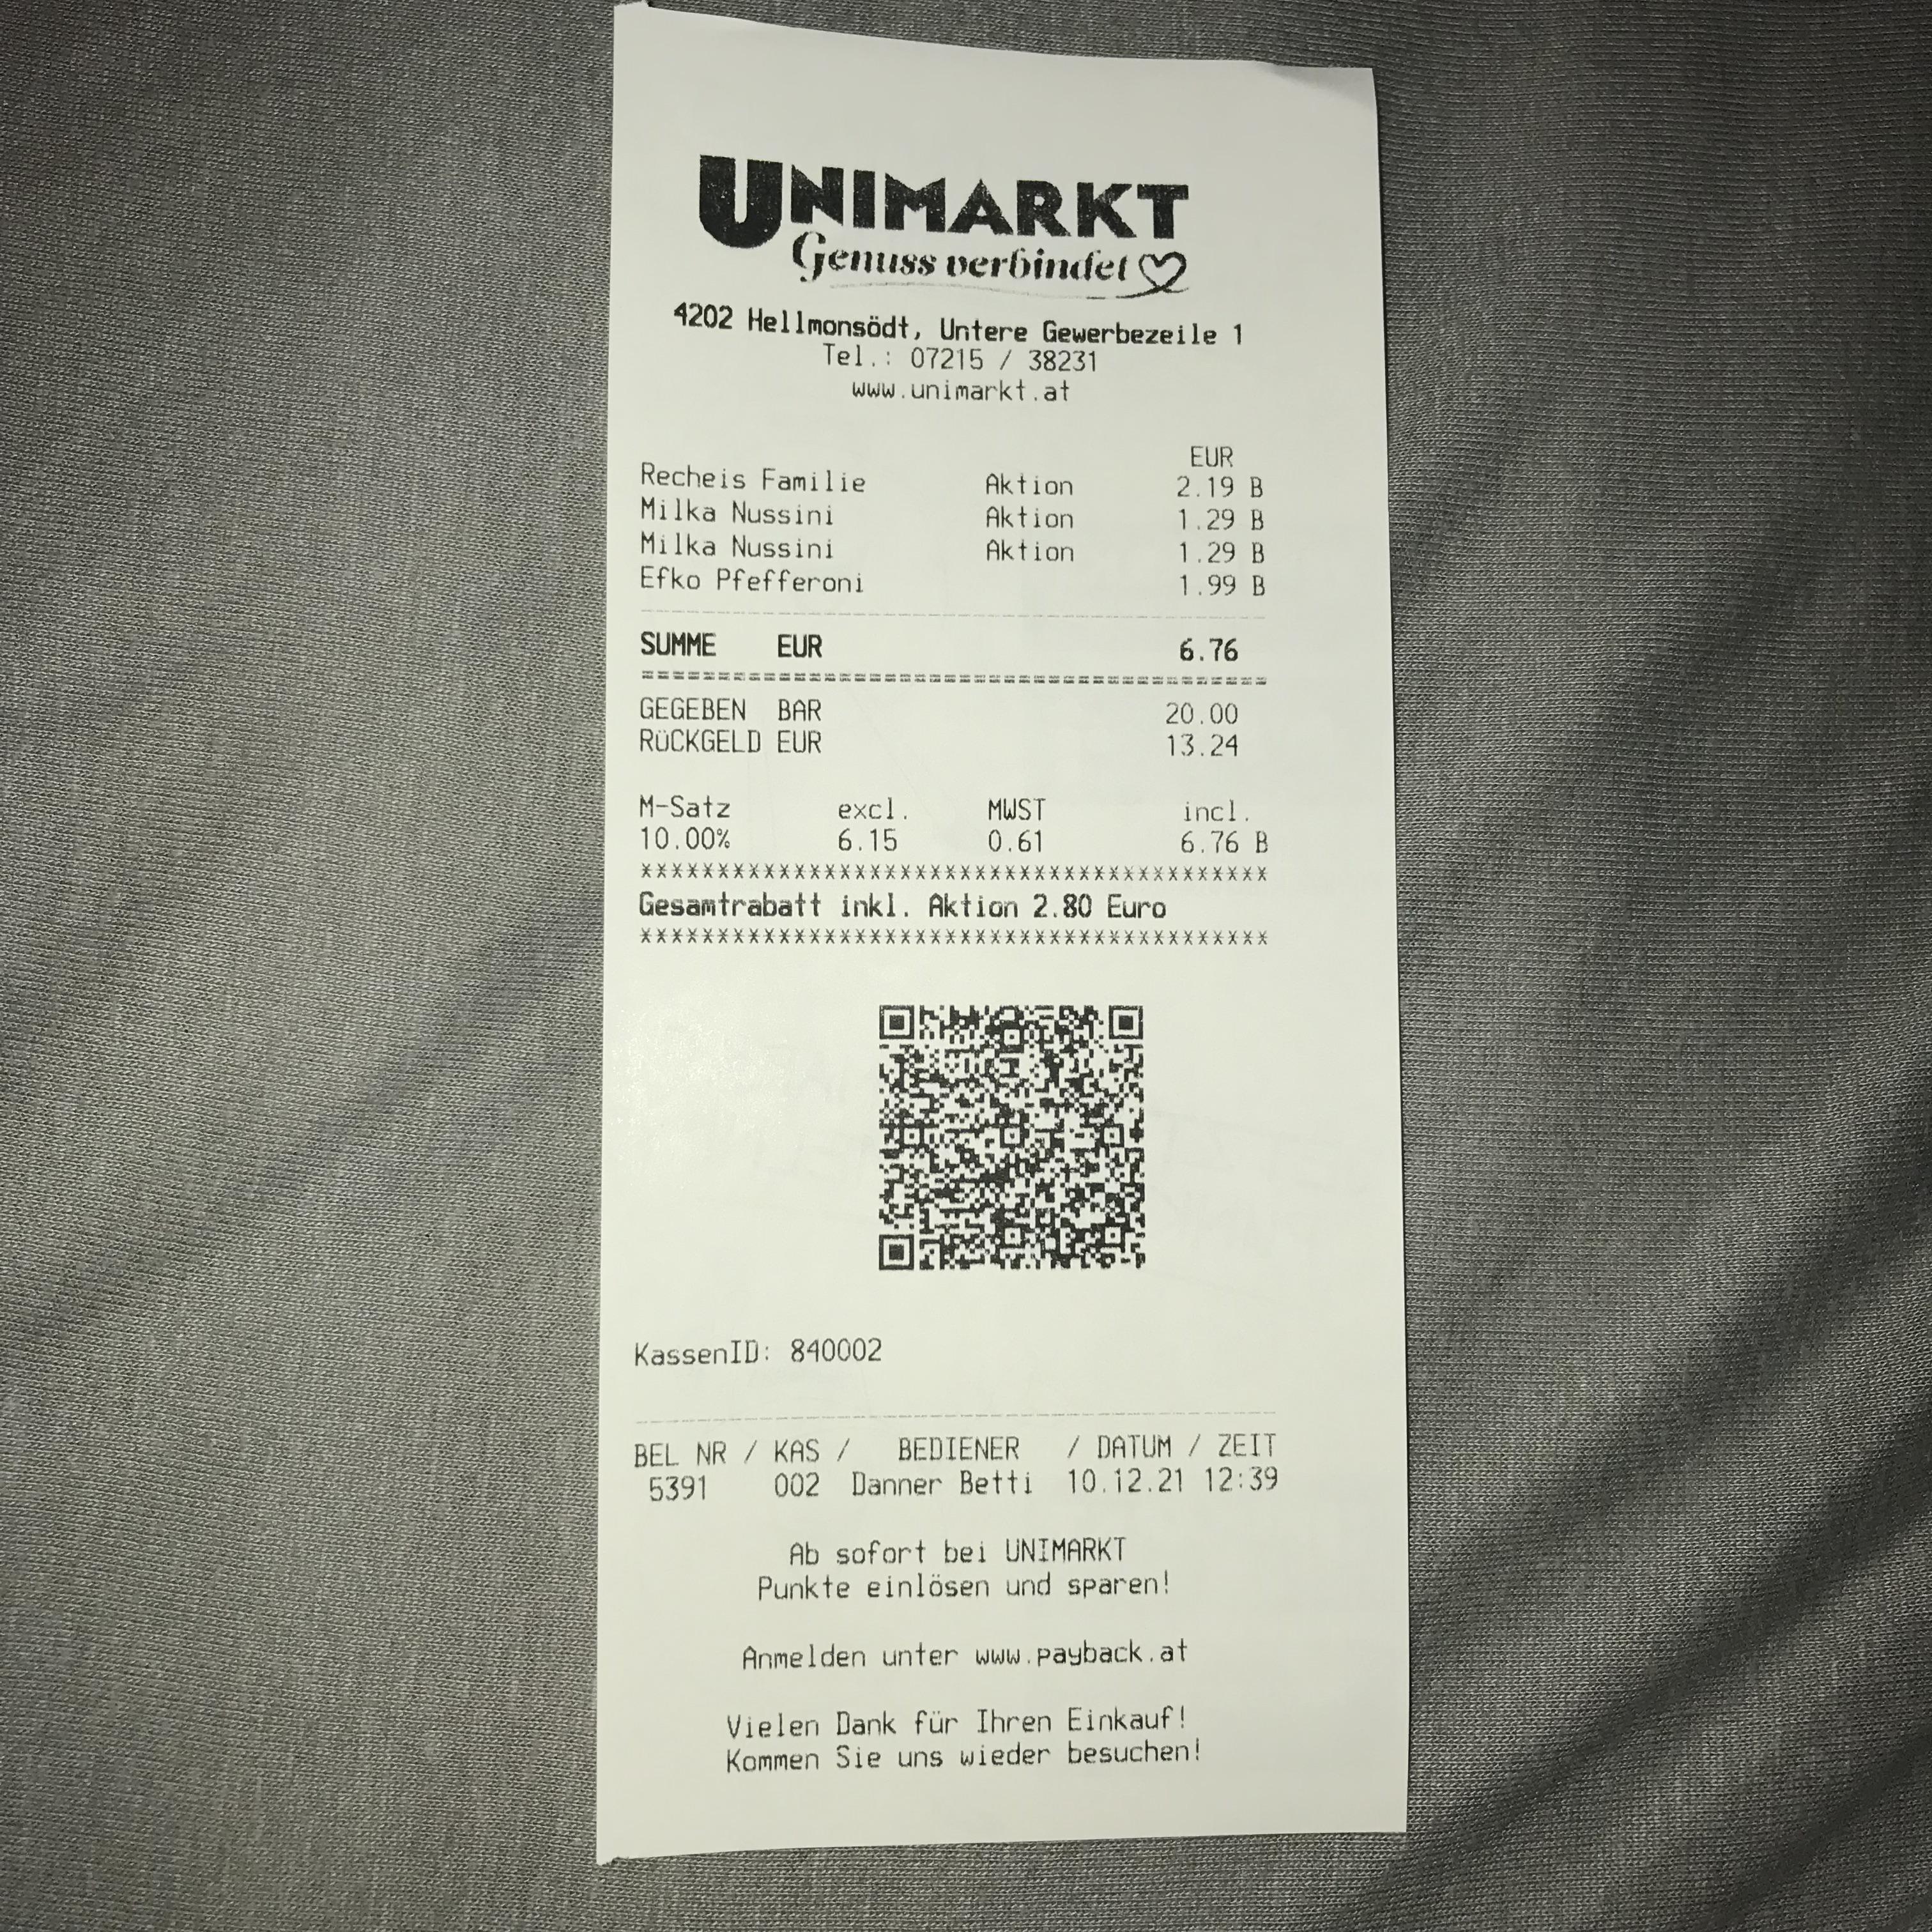 UNIMARKT
Genuss verbindet
4202 Hellmonsödt, Untere Gewerbezeile 1
Tel.: 07215 / 38231
www.unimarkt.at
EUR
Recheis Familie Aktion 2.19 B
Milka Nussini Aktion 1.29 B
Milka Nussini Aktion 1.29 B
Efko Pfefferoni 1.99 B
SUMME EUR 6.76
GEGEBEN BAR 20.00
RüCKGELD EUR 13.24
M-Satz excl. MWST incl.
10.00% 6.15 0.61 6.76 B
******************************************
Gesamtrabatt inkl. Aktion 2.80 Euro
******************************************
KassenID: 840002
BEL NR / KAS / BEDIENER / DATUM / ZEIT
5391 002 Danner Betti 10.12.21 12:39
Ab sofort bei UNIMARKT
Punkte einlösen und sparen!
Anmelden unter www.payback.at
Vielen Dank für Ihren Einkauf!
Kommen Sie uns wieder besuchen!